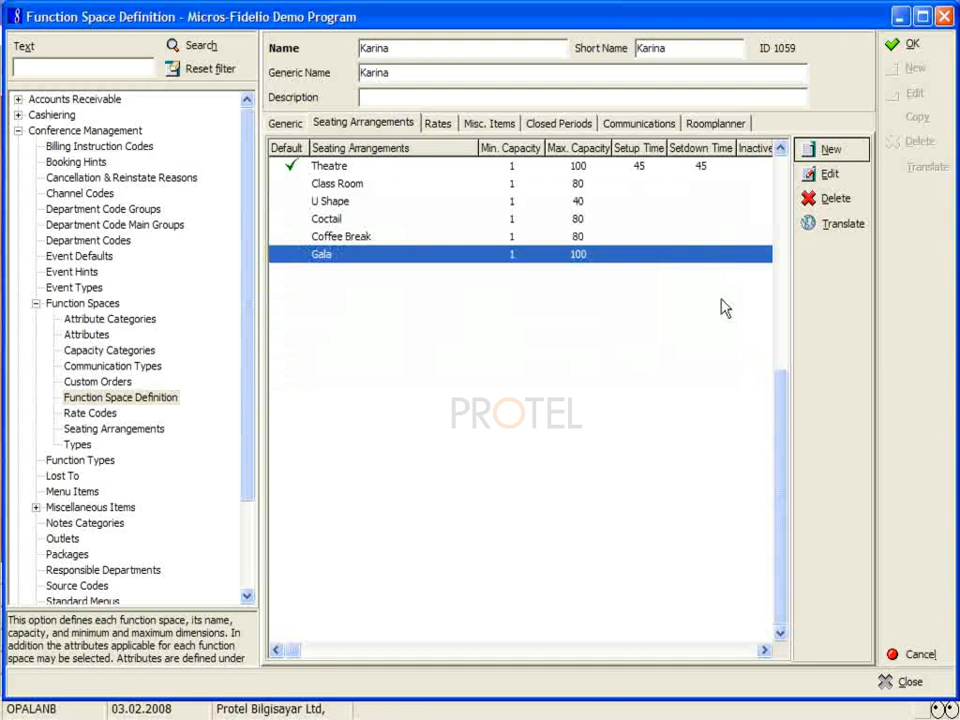 Function Space Definition - Micros-Fidelio Demo Program
Text
Search
Reset filter
Accounts Receivable
Cashiering
Conference Management
Billing Instruction Codes
Booking Hints
Cancellation & Reinstate Reasons
Channel Codes
Department Code Groups
Department Code Main Groups
Department Codes
Event Defaults
Event Hints
Event Types
Function Spaces
Attribute Categories
Attributes
Capacity Categories
Communication Types
Custom Orders
Function Space Definition
Rate Codes
Seating Arrangements
Types
Function Types
Lost To
Menu Items
Miscellaneous Items
Notes Categories
Outlets
Packages
Responsible Departments
Source Codes
Standard Menus
This option defines each function space, its name,
capacity, and minimum and maximum dimensions. In
addition the attributes applicable for each function
space may be selected. Attributes are defined under
Name Karina Short Name Karina ID 1059
Generic Name Karina
Description
Generic Seating Arrangements Rates Misc. Items Closed Periods Communications Roomplanner
Default Seating Arrangements Min. Capacity Max. Capacity Setup Time Setdown Time Inactive
Theatre 1 100 45 45
Class Room 1 80
U Shape 1 40
Coctail 1 80
Coffee Break 1 80
Gala 1 100
PROTEL
New
Edit
Delete
Translate
OK
New
Edit
Copy
Delete
Translate
Cancel
Close
OPALANB 03.02.2008 Protel Bilgisayar Ltd,